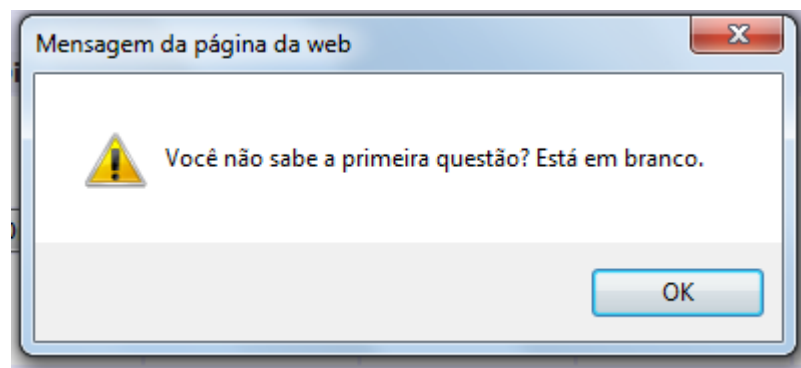 Mensagem da página da web
Você não sabe a primeira questão? Está em branco.
OK